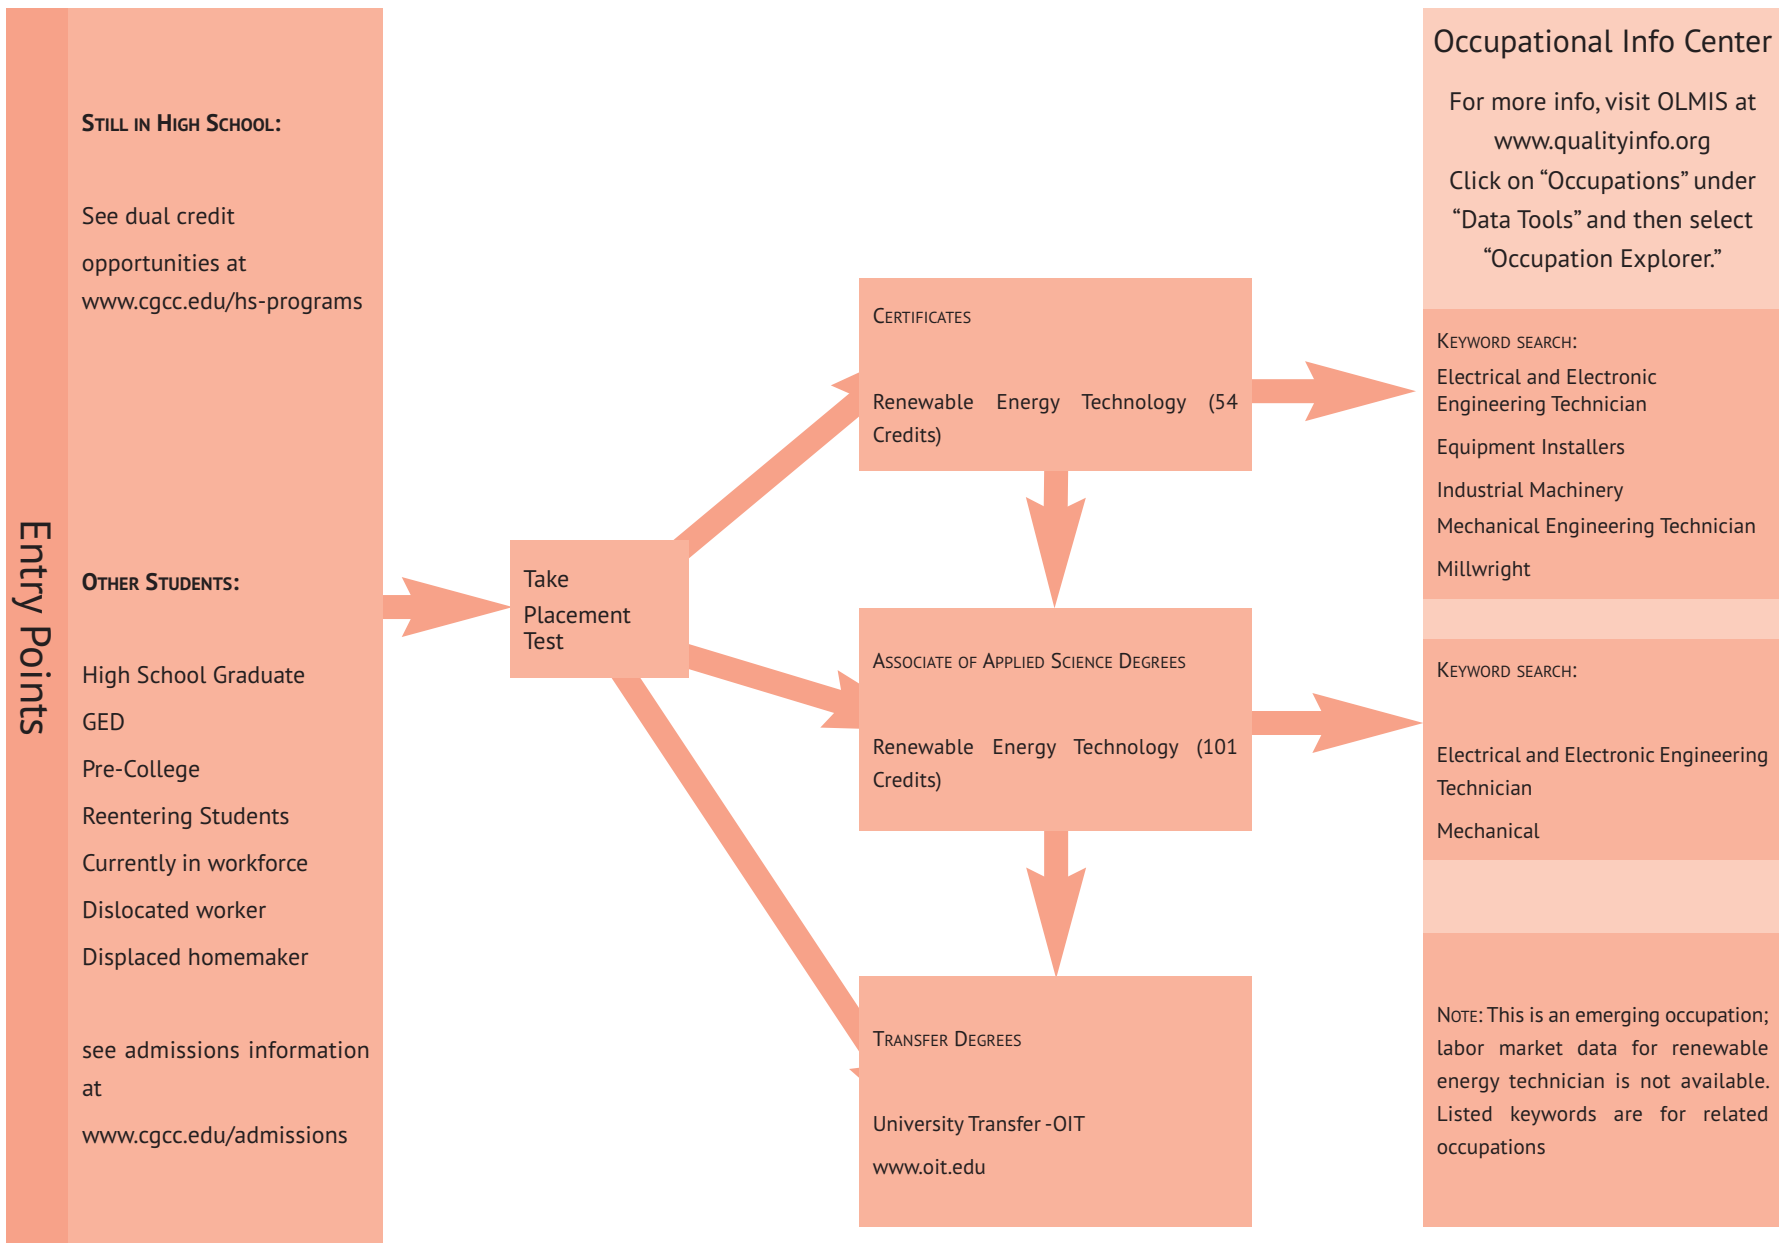 Entry Points
Still in High School:
See dual credit
opportunities at
www.cgcc.edu/hs-programs
Other Students:
High School Graduate
GED
Pre-College
Reentering Students
Currently in workforce
Dislocated worker
Displaced homemaker
see admissions information
at
www.cgcc.edu/admissions
Take
Placement
Test
Certificates
Renewable Energy Technology (54
Credits)
Associate of Applied Science Degrees
Renewable Energy Technology (101
Credits)
Transfer Degrees
University Transfer -OIT
www.oit.edu
Occupational Info Center
For more info, visit OLMIS at
www.qualityinfo.org
Click on “Occupations” under
“Data Tools” and then select
“Occupation Explorer.”
Keyword search:
Electrical and Electronic
Engineering Technician
Equipment Installers
Industrial Machinery
Mechanical Engineering Technician
Millwright
Keyword search:
Electrical and Electronic Engineering
Technician
Mechanical
Note: This is an emerging occupation;
labor market data for renewable
energy technician is not available.
Listed keywords are for related
occupations